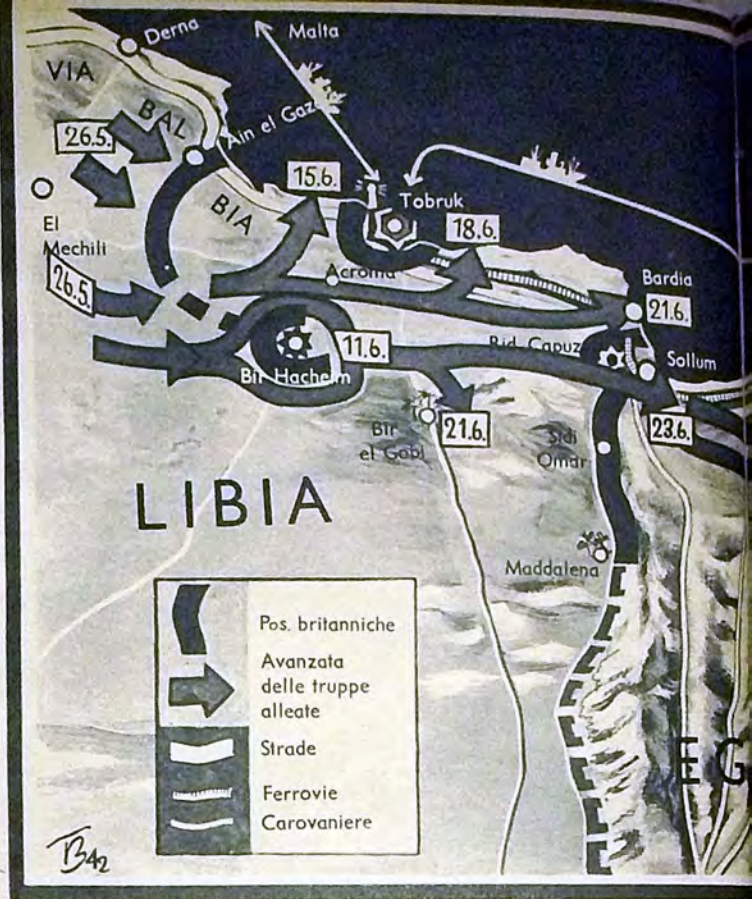 Derna
Malta
VIA
BAL
BIA
26.5.
Ain el Gaz
15.6.
Tobruk
18.6.
El
Mechili
26.5.
Acroma
Bardia
21.6.
11.6.
Bir Hacheim
Rid. Capuz
Sollum
Bir
el Gobi
21.6.
Sidi
Omar
23.6.
LIBIA
Maddalena
EG
Pos. britanniche
Avanzata
delle truppe
alleate
Strade
Ferrovie
Carovaniere